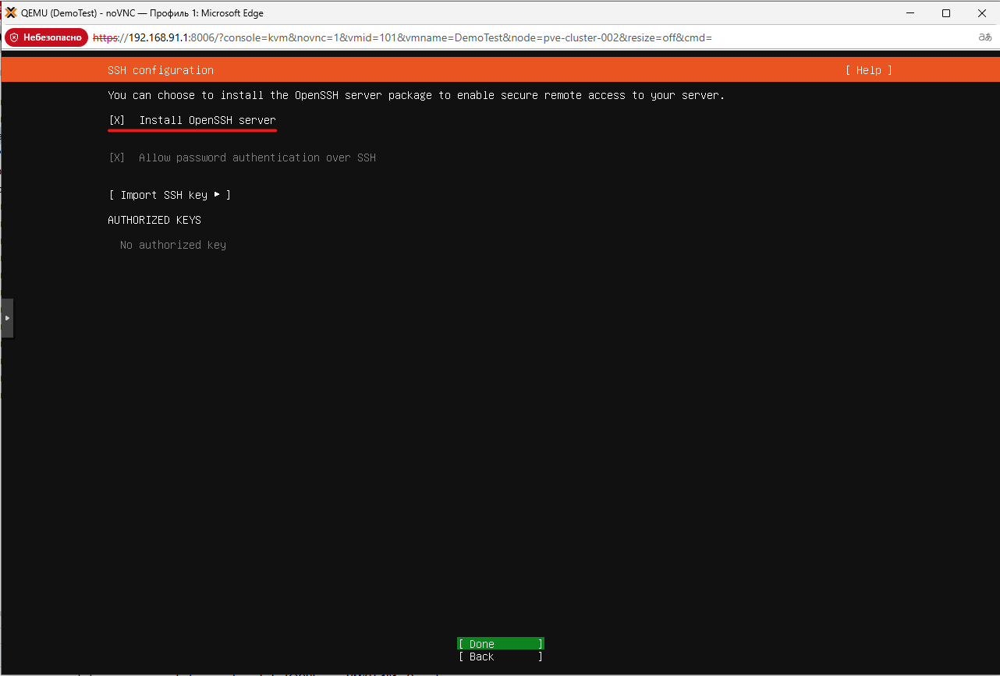 QEMU (DemoTest) - noVNC — Профиль 1: Microsoft Edge
Небезопасно https://192.168.91.1:8006/?console=kvm&novnc=1&vmid=101&vmname=DemoTest&node=pve-cluster-002&resize=off&cmd= aあ
SSH configuration [ Help ]
You can choose to install the OpenSSH server package to enable secure remote access to your server.
[X] Install OpenSSH server
[X] Allow password authentication over SSH
[ Import SSH key ▸ ]
AUTHORIZED KEYS
No authorized key
[ Done ]
[ Back ]